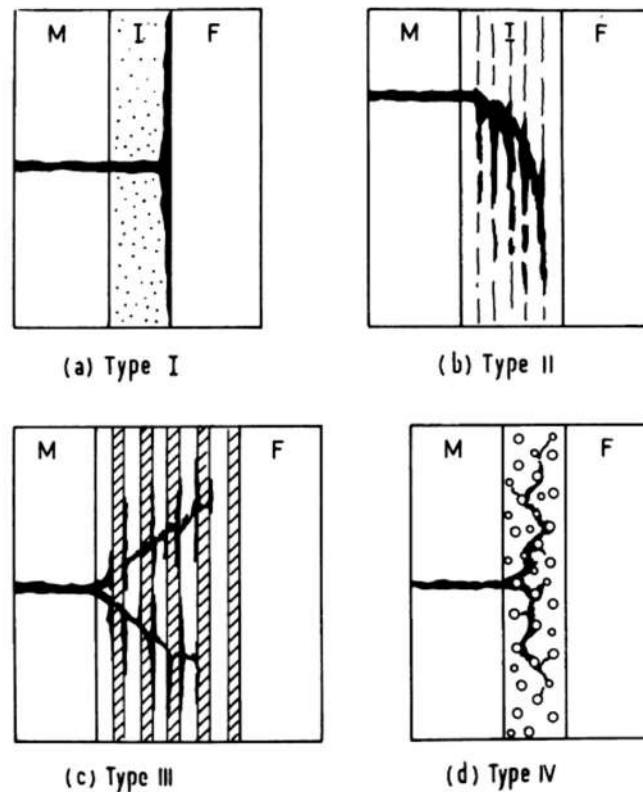 M I F
M I F
(a) Type I
(b) Type II
M F
M F
(c) Type III
(d) Type IV